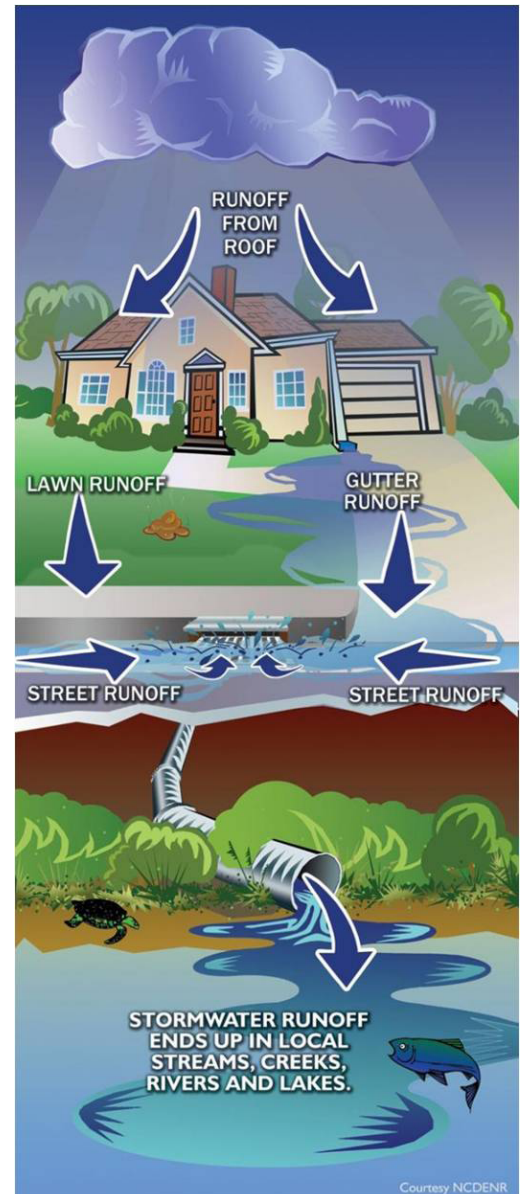 RUNOFF
FROM
ROOF
LAWN RUNOFF
GUTTER
RUNOFF
STREET RUNOFF
STREET RUNOFF
STORMWATER RUNOFF
ENDS UP IN LOCAL
STREAMS, CREEKS,
RIVERS AND LAKES.
Courtesy NCDENR